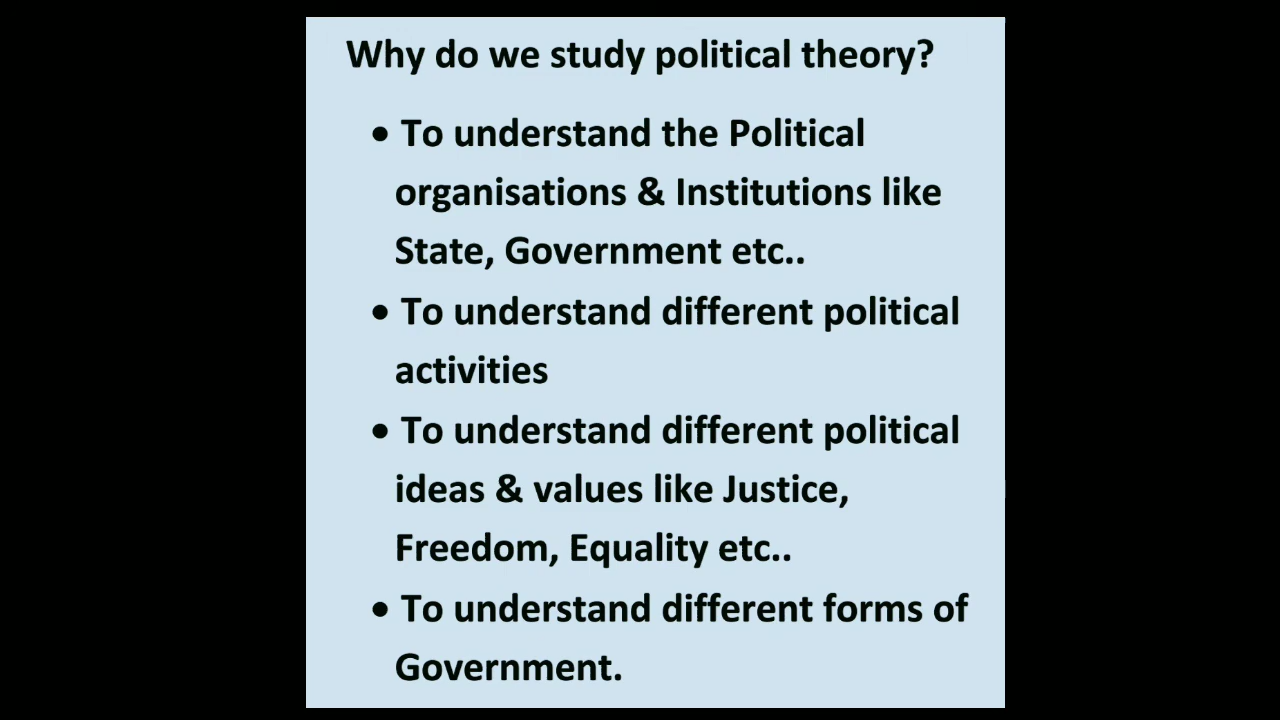 Why do we study political theory?
• To understand the Political
organisations & Institutions like
State, Government etc..
• To understand different political
activities
• To understand different political
ideas & values like Justice,
Freedom, Equality etc..
• To understand different forms of
Government.